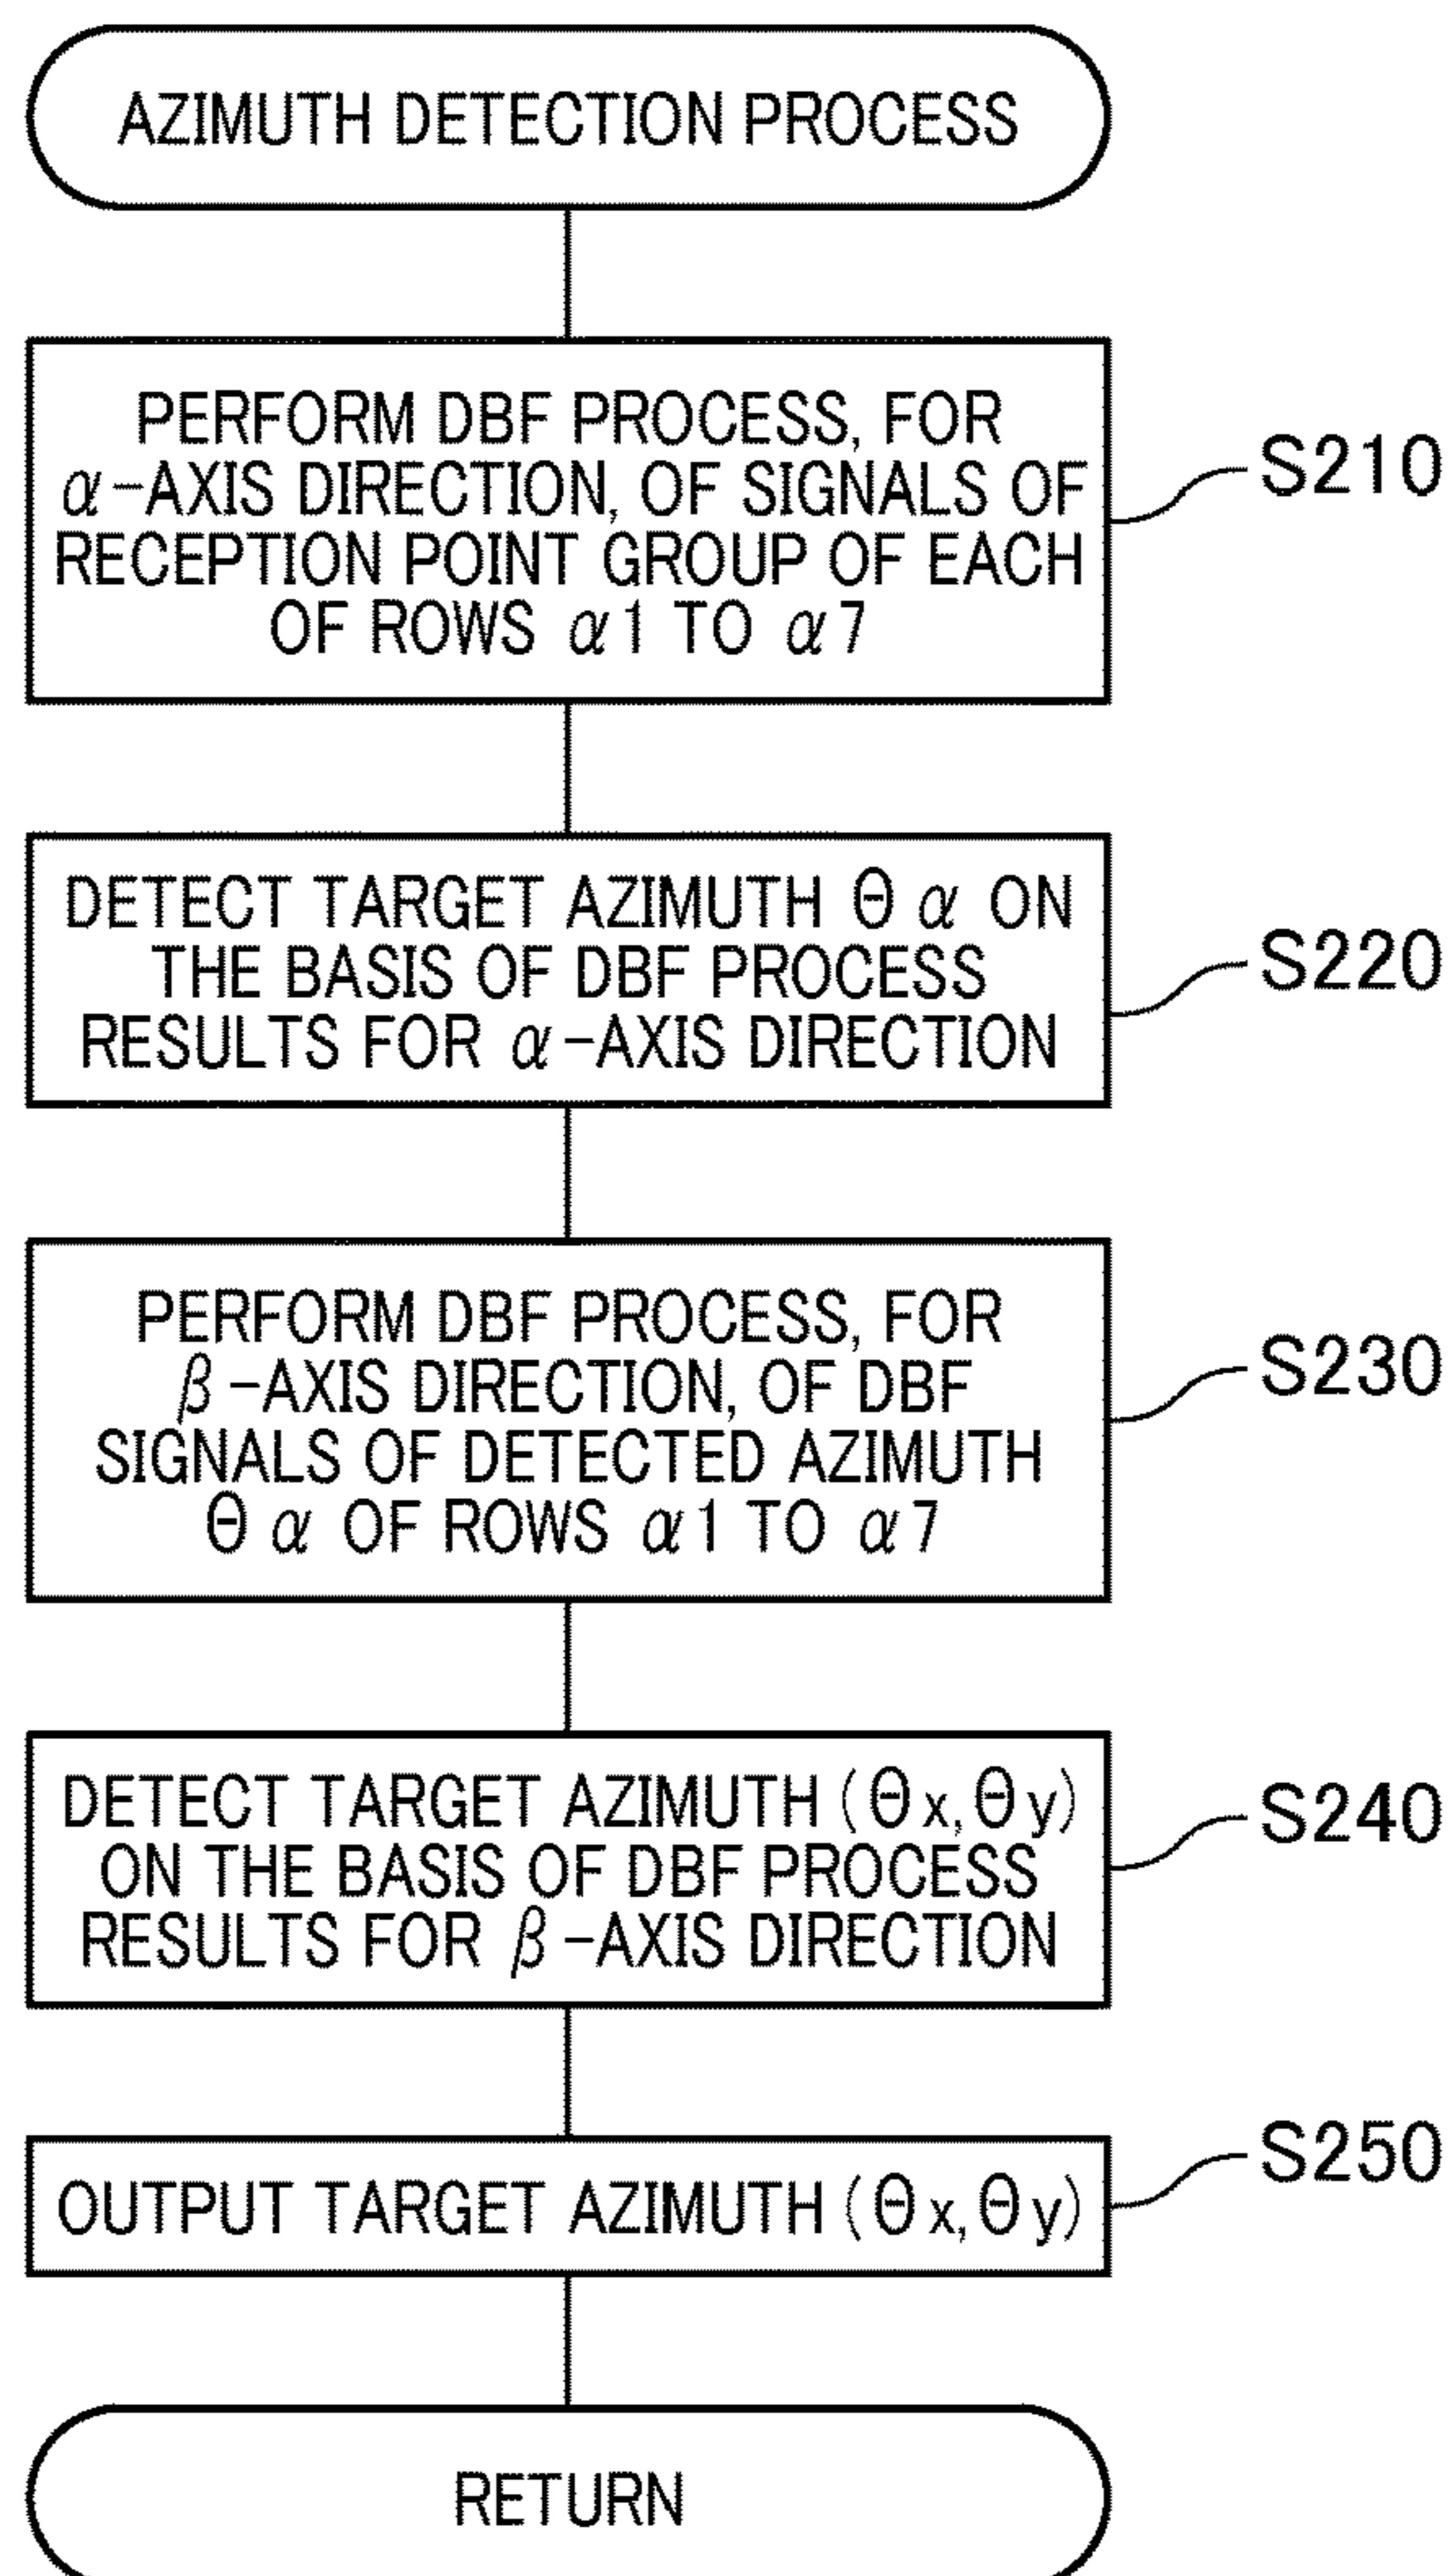 AZIMUTH DETECTION PROCESS
PERFORM DBF PROCESS, FOR
α-AXIS DIRECTION, OF SIGNALS OF
RECEPTION POINT GROUP OF EACH
OF ROWS α1 TO α7
S210
DETECT TARGET AZIMUTH θα ON
THE BASIS OF DBF PROCESS
RESULTS FOR α-AXIS DIRECTION
S220
PERFORM DBF PROCESS, FOR
β-AXIS DIRECTION, OF DBF
SIGNALS OF DETECTED AZIMUTH
θα OF ROWS α1 TO α7
S230
DETECT TARGET AZIMUTH (θx, θy)
ON THE BASIS OF DBF PROCESS
RESULTS FOR β-AXIS DIRECTION
S240
OUTPUT TARGET AZIMUTH (θx, θy)
S250
RETURN